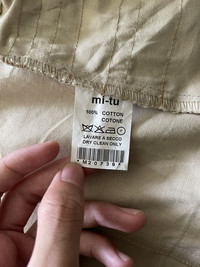 mi-tu
100% COTTON
COTONE
LAVARE A SECCO
DRY CLEAN ONLY